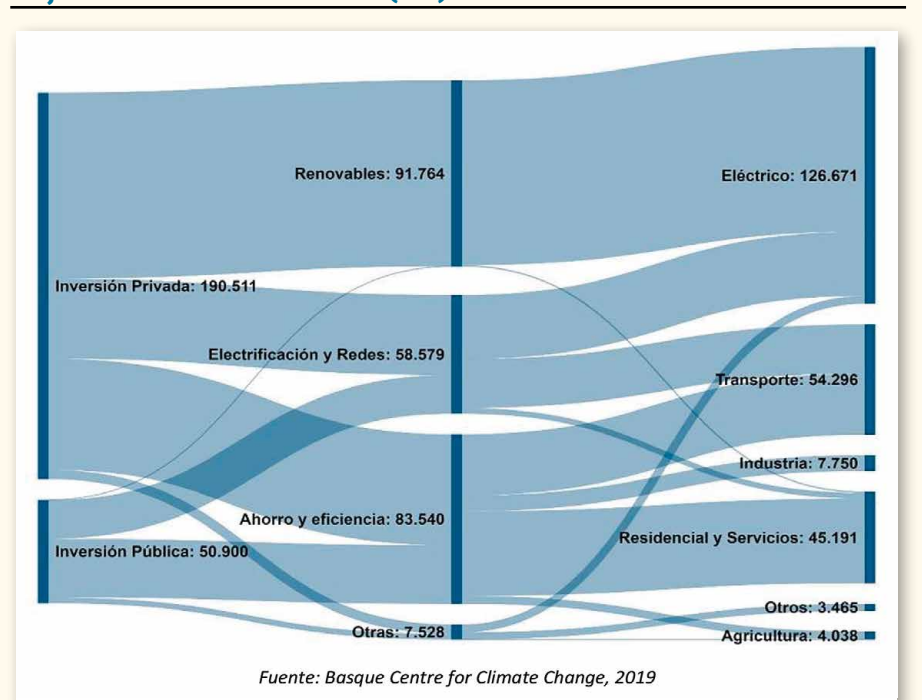 Renovables: 91.764
Eléctrico: 126.671
Inversión Privada: 190.511
Electrificación y Redes: 58.579
Transporte: 54.296
Industria: 7.750
Ahorro y eficiencia: 83.540
Residencial y Servicios: 45.191
Inversión Pública: 50.900
Otros: 3.465
Otras: 7.528
Agricultura: 4.038
Fuente: Basque Centre for Climate Change, 2019